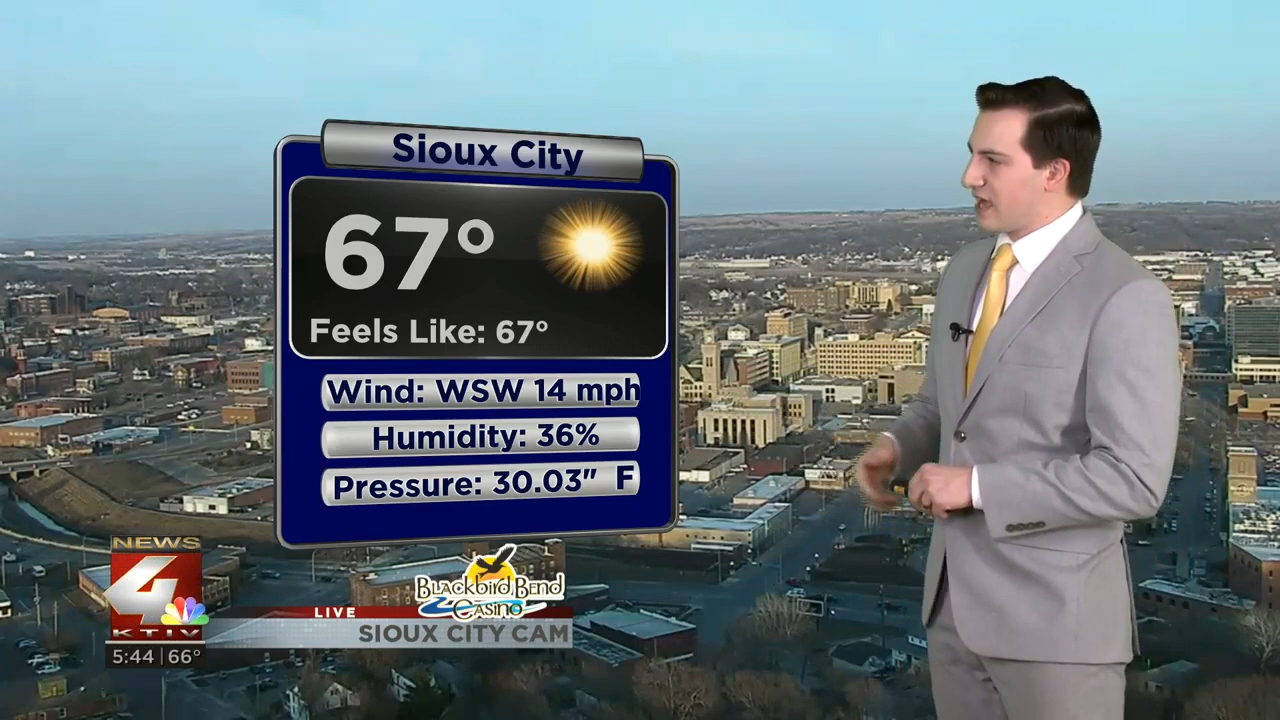 Sioux City
67°
Feels Like: 67°
Wind: WSW 14 mph
Humidity: 36%
Pressure: 30.03" F
NEWS
4
KTIV
5:44 | 66°
LIVE
Blackbird Bend
Casino
SIOUX CITY CAM